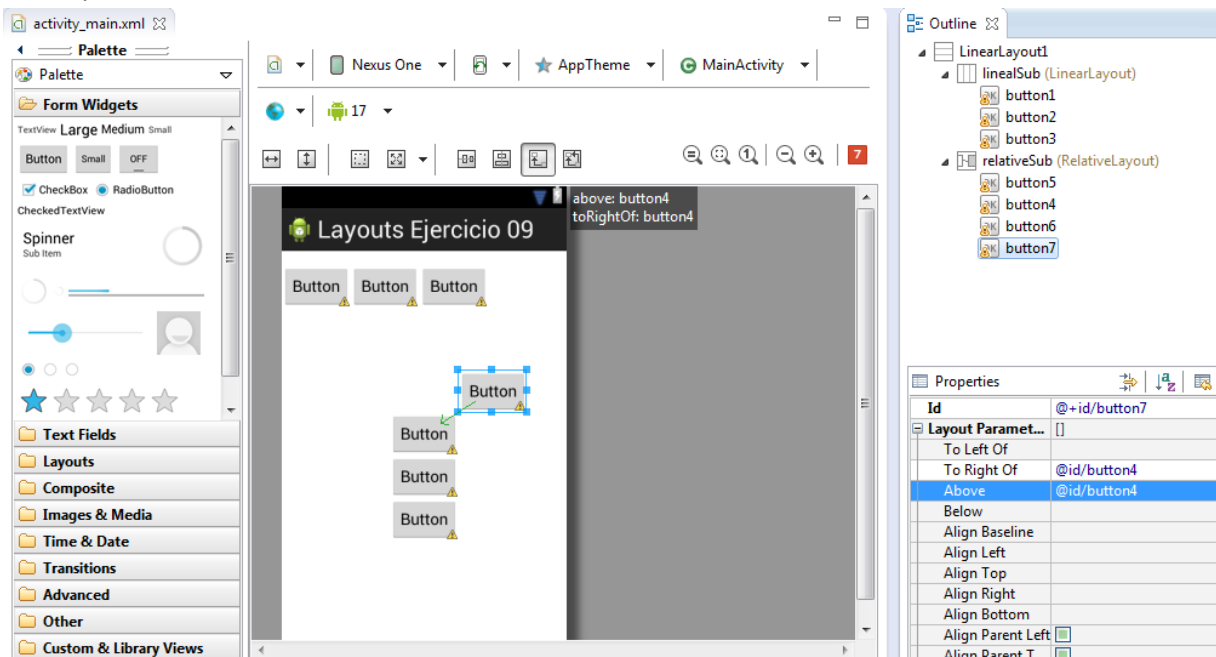 activity_main.xml
Palette
Palette
Form Widgets
TextView Large Medium Small
Button Small OFF
CheckBox RadioButton
CheckedTextView
Spinner
Sub Item
Text Fields
Layouts
Composite
Images & Media
Time & Date
Transitions
Advanced
Other
Custom & Library Views
Nexus One AppTheme MainActivity
17
1 7
above: button4
toRightOf: button4
Layouts Ejercicio 09
Button Button Button
Button
Button
Button
Button
Outline
LinearLayout1
linealSub (LinearLayout)
button1
button2
button3
relativeSub (RelativeLayout)
button5
button4
button6
button7
Properties
Id @+id/button7
Layout Paramet... []
To Left Of
To Right Of @id/button4
Above @id/button4
Below
Align Baseline
Align Left
Align Top
Align Right
Align Bottom
Align Parent Left